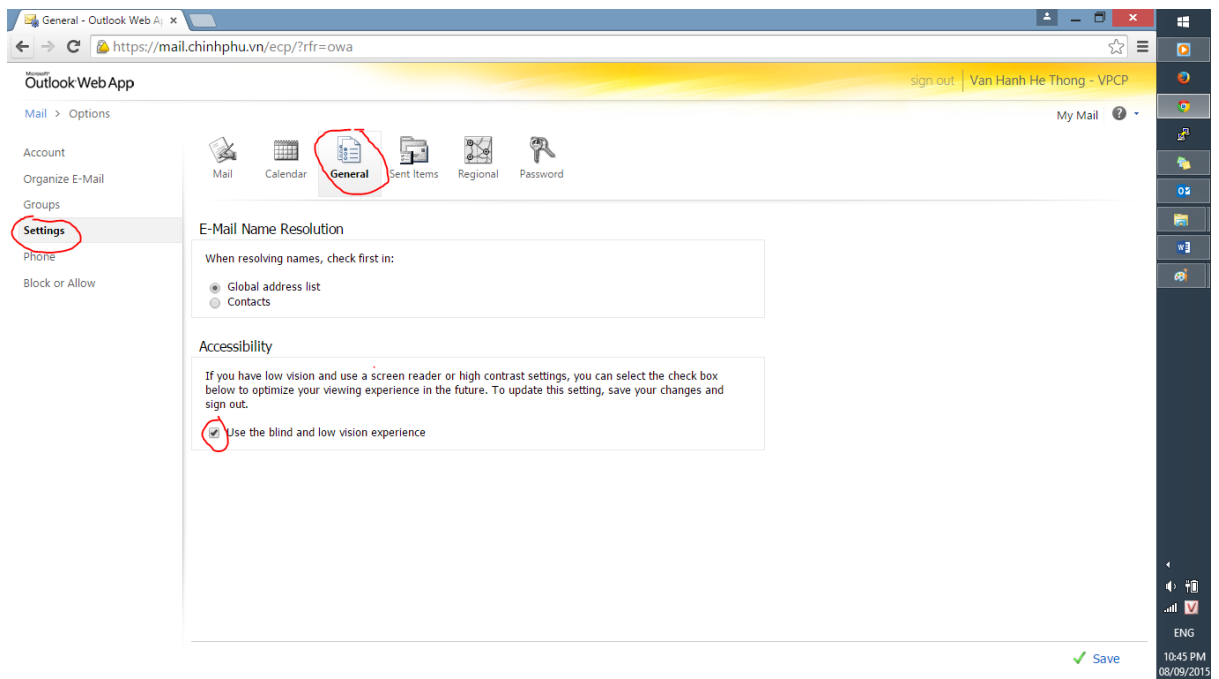 General - Outlook Web A
https://mail.chinhphu.vn/ecp/?rfr=owa
Microsoft
Outlook Web App
sign out | Van Hanh He Thong - VPCP
Mail > Options
My Mail
Account
Organize E-Mail
Groups
Settings
Phone
Block or Allow
Mail Calendar General Sent Items Regional Password
E-Mail Name Resolution
When resolving names, check first in:
Global address list
Contacts
Accessibility
If you have low vision and use a screen reader or high contrast settings, you can select the check box
below to optimize your viewing experience in the future. To update this setting, save your changes and
sign out.
Use the blind and low vision experience
Save
ENG
10:45 PM
08/09/2015